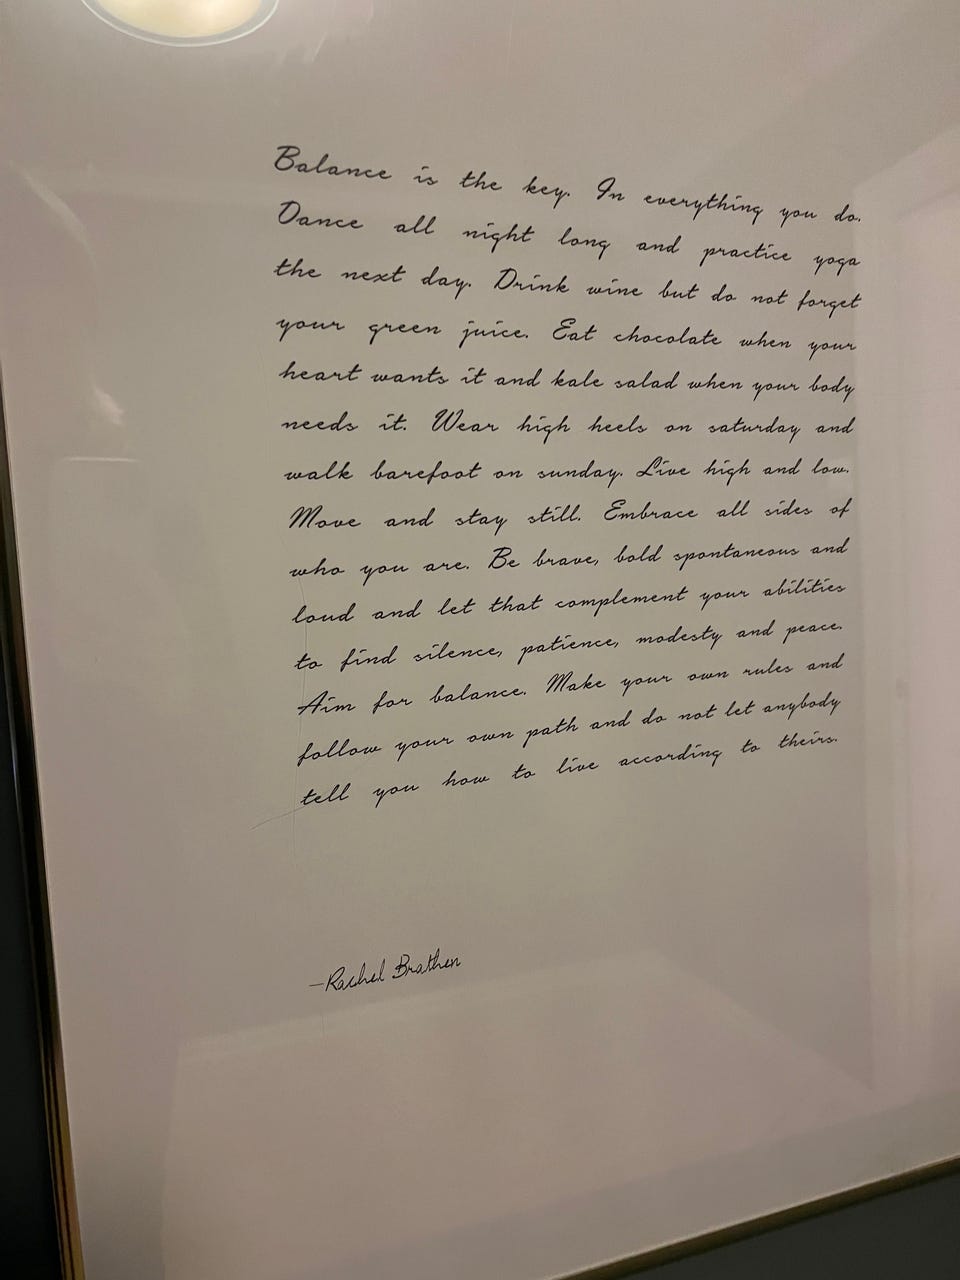 Balance is the key. In everything you do.
Dance all night long and practice yoga
the next day. Drink wine but do not forget
your green juice. Eat chocolate when your
heart wants it and kale salad when your body
needs it. Wear high heels on saturday and
walk barefoot on sunday. Live high and low.
Move and stay still. Embrace all sides of
who you are. Be brave, bold spontaneous and
loud and let that complement your abilities
to find silence, patience, modesty and peace.
Aim for balance. Make your own rules and
follow your own path and do not let anybody
tell you how to live according to theirs.
—Rachel Brathen